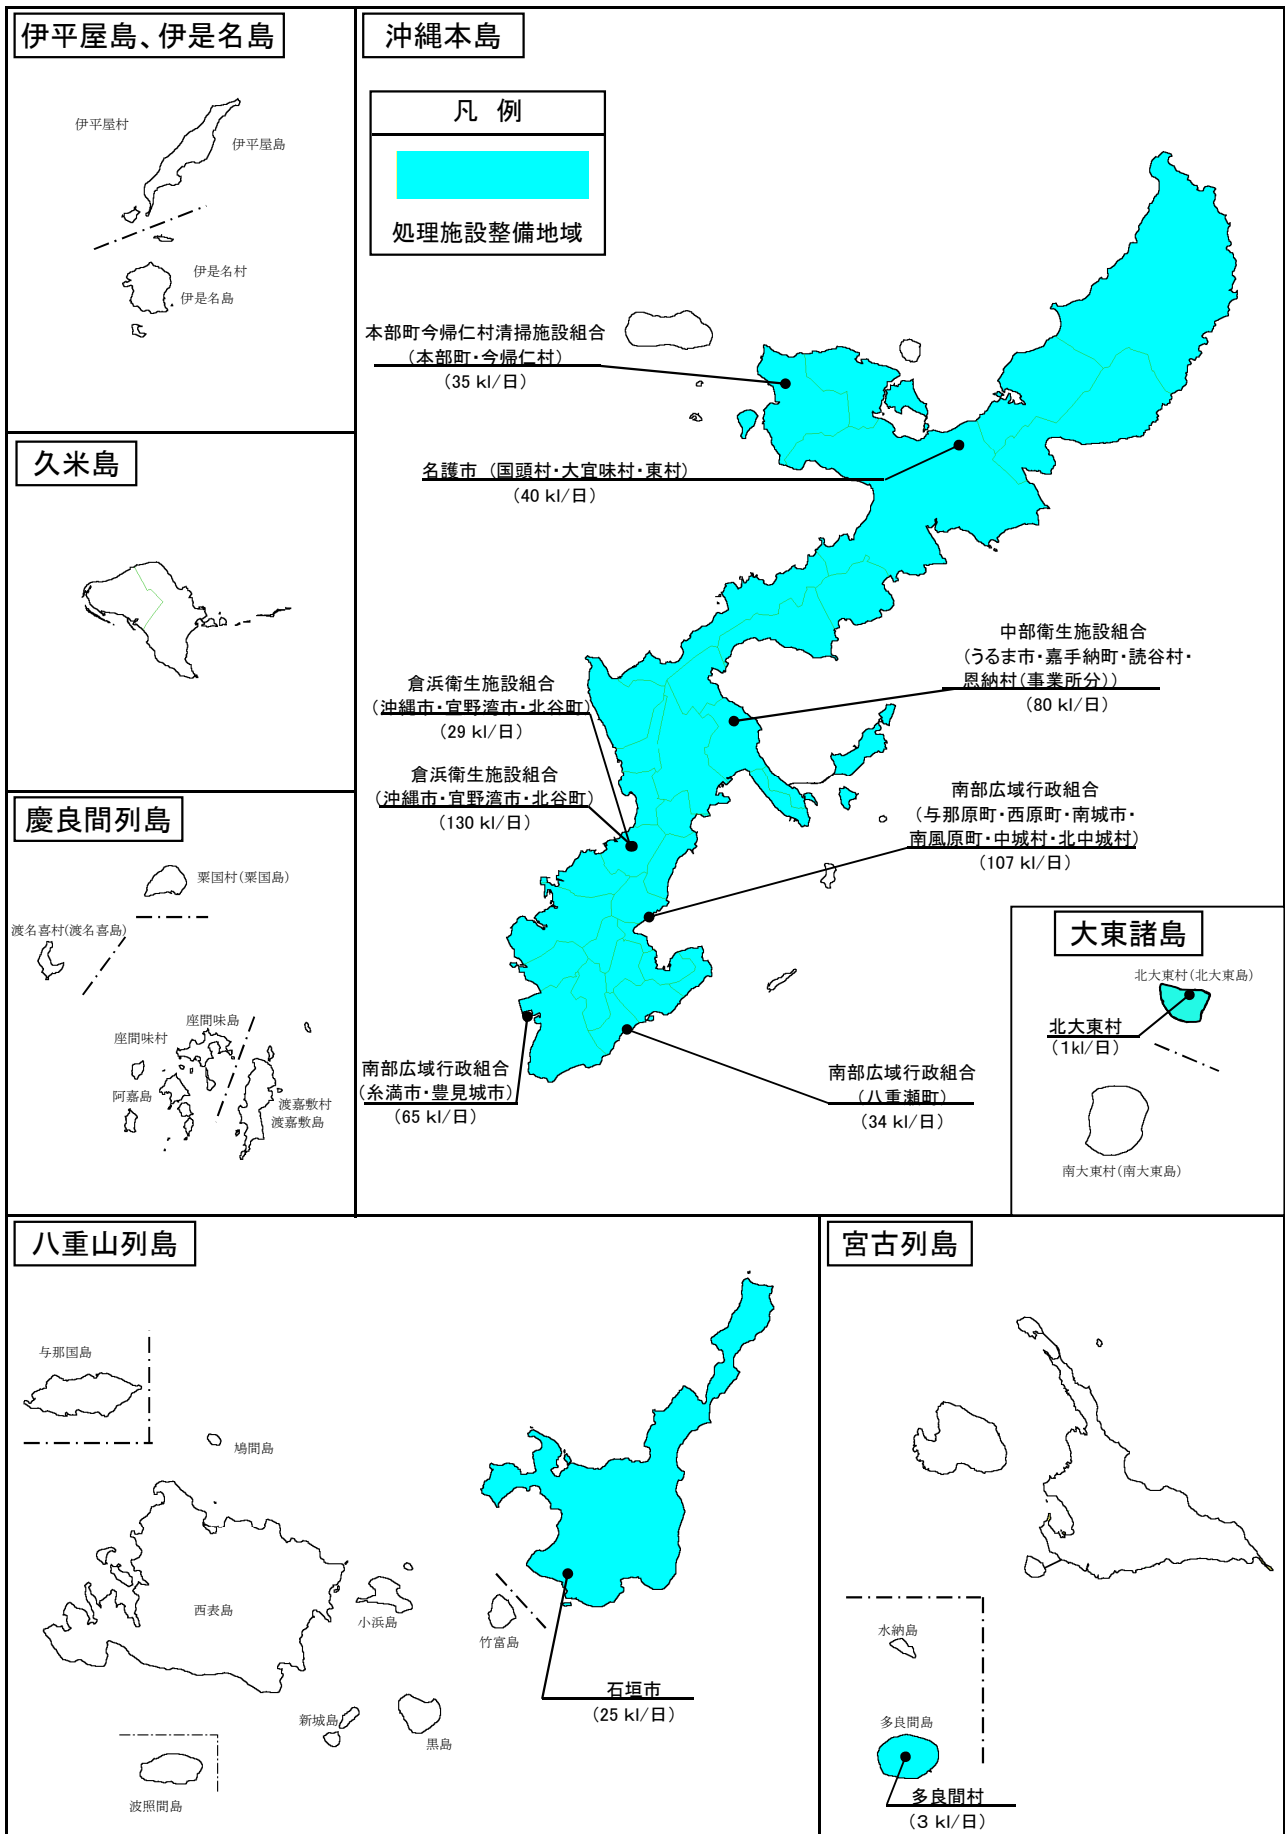 伊平屋島、伊是名島
伊平屋村
伊平屋島
伊是名村
伊是名島
沖縄本島
凡 例
処理施設整備地域
本部町今帰仁村清掃施設組合
(本部町・今帰仁村)
(35 kl/日)
名護市 (国頭村・大宜味村・東村)
(40 kl/日)
中部衛生施設組合
(うるま市・嘉手納町・読谷村・
恩納村(事業所分))
(80 kl/日)
倉浜衛生施設組合
(沖縄市・宜野湾市・北谷町)
(29 kl/日)
倉浜衛生施設組合
(沖縄市・宜野湾市・北谷町)
(130 kl/日)
南部広域行政組合
(与那原町・西原町・南城市・
南風原町・中城村・北中城村)
(107 kl/日)
南部広域行政組合
(糸満市・豊見城市)
(65 kl/日)
南部広域行政組合
(八重瀬町)
(34 kl/日)
大東諸島
北大東村(北大東島)
北大東村
(1kl/日)
南大東村(南大東島)
久米島
慶良間列島
粟国村(粟国島)
渡名喜村(渡名喜島)
座間味島
座間味村
阿嘉島
渡嘉敷村
渡嘉敷島
八重山列島
与那国島
鳩間島
西表島
小浜島
竹富島
新城島
黒島
波照間島
石垣市
(25 kl/日)
宮古列島
水納島
多良間島
多良間村
(3 kl/日)